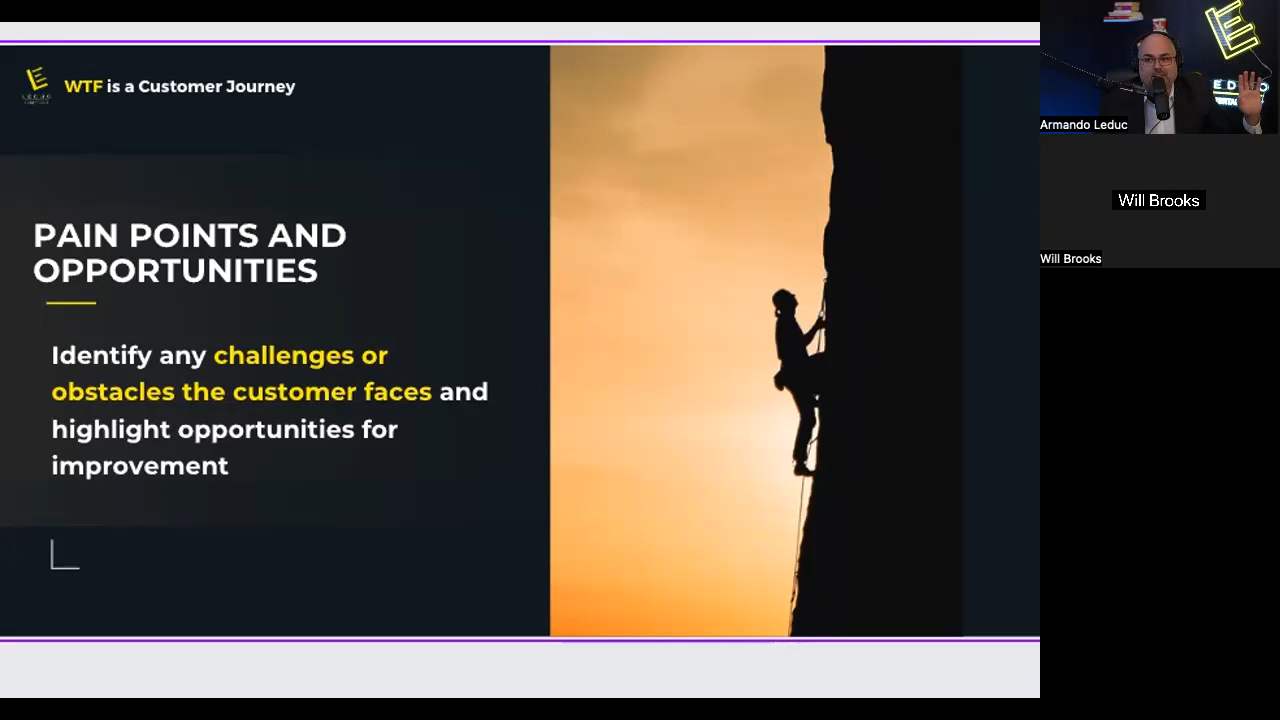 WTF is a Customer Journey
PAIN POINTS AND
OPPORTUNITIES
Identify any challenges or
obstacles the customer faces and
highlight opportunities for
improvement
Armando Leduc
Will Brooks
Will Brooks